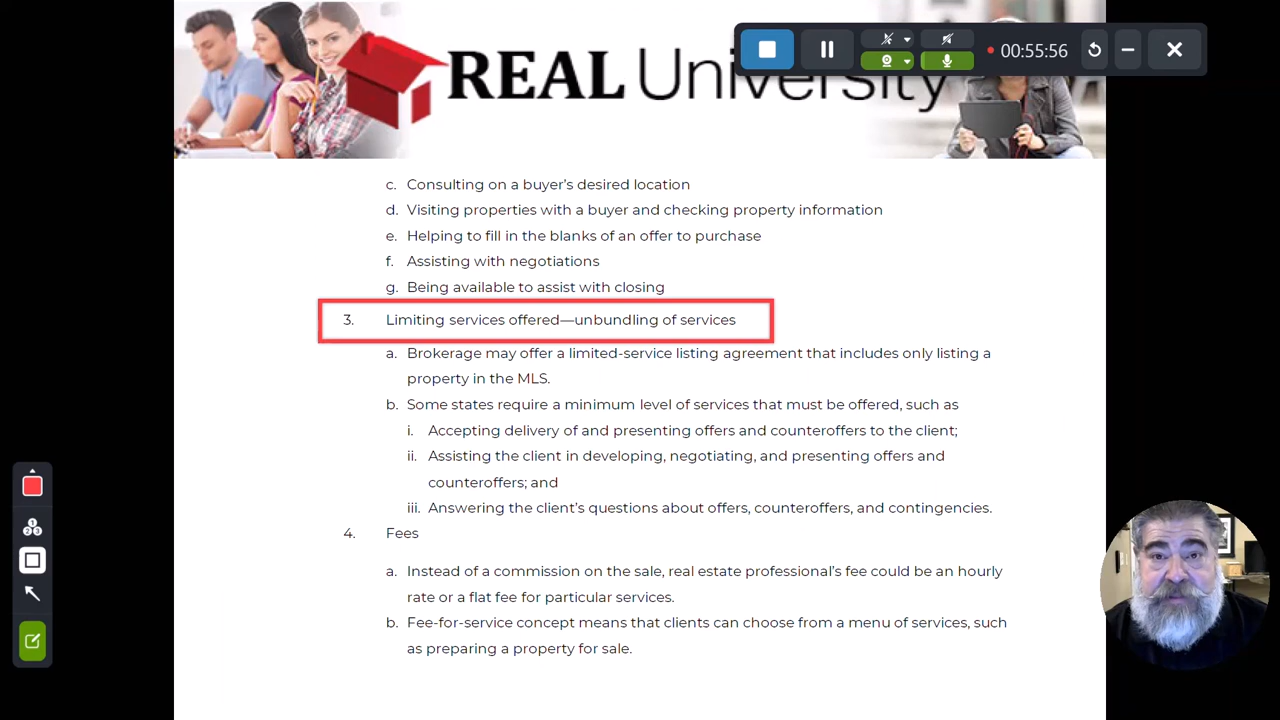 00:55:56
REAL University
c. Consulting on a buyer's desired location
d. Visiting properties with a buyer and checking property information
e. Helping to fill in the blanks of an offer to purchase
f. Assisting with negotiations
g. Being available to assist with closing
3. Limiting services offered—unbundling of services
a. Brokerage may offer a limited-service listing agreement that includes only listing a
property in the MLS.
b. Some states require a minimum level of services that must be offered, such as
i. Accepting delivery of and presenting offers and counteroffers to the client;
ii. Assisting the client in developing, negotiating, and presenting offers and
counteroffers; and
iii. Answering the client's questions about offers, counteroffers, and contingencies.
4. Fees
a. Instead of a commission on the sale, real estate professional's fee could be an hourly
rate or a flat fee for particular services.
b. Fee-for-service concept means that clients can choose from a menu of services, such
as preparing a property for sale.